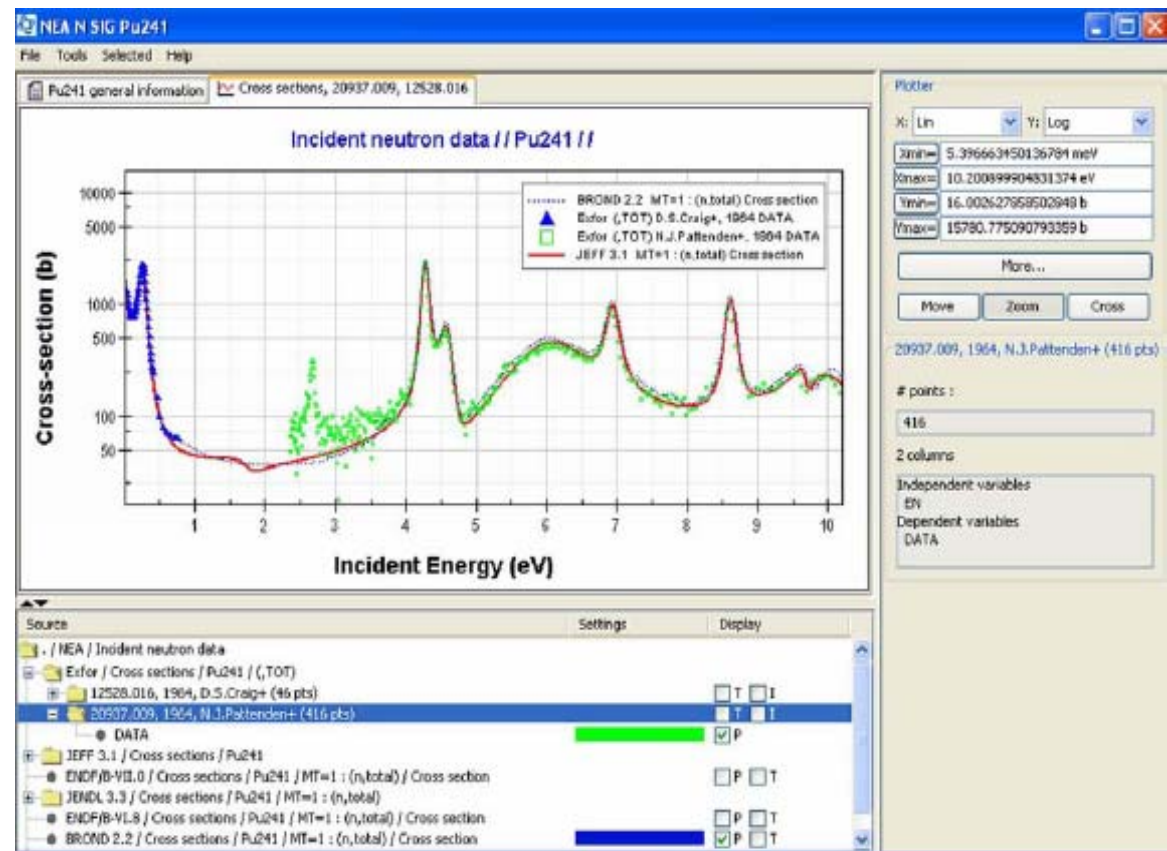 NEA N SIG Pu241
File Tools Selected Help
Pu241 general information
Cross sections, 20937.009, 12528.016
Incident neutron data / / Pu241 / /
BROND 2.2 MT=1 : (n,total) Cross section
Exfor (,TOT) D.S.Craig+, 1964 DATA
Exfor (,TOT) N.J.Pattenden+, 1964 DATA
JEFF 3.1 MT=1 : (n,total) Cross section
Cross-section (b)
10000
5000
1000
500
100
50
1 2 3 4 5 6 7 8 9 10
Incident Energy (eV)
Plotter
X: Lin Y: Log
Xmin= 5.396663450136784 meV
Xmax= 10.200899904831374 eV
Ymin= 16.002627858502848 b
Ymax= 15780.775090793359 b
More...
Move Zoom Cross
20937.009, 1964, N.J.Pattenden+ (416 pts)
# points :
416
2 columns
Independent variables
EN
Dependent variables
DATA
Source Settings Display
. / NEA / Incident neutron data
Exfor / Cross sections / Pu241 / (,TOT)
12528.016, 1964, D.S.Craig+ (46 pts) T I
20937.009, 1964, N.J.Pattenden+ (416 pts) T I
DATA P
JEFF 3.1 / Cross sections / Pu241
ENDF/B-VII.0 / Cross sections / Pu241 / MT=1 : (n,total) / Cross section P T
JENDL 3.3 / Cross sections / Pu241 / MT=1 : (n,total)
ENDF/B-VI.8 / Cross sections / Pu241 / MT=1 : (n,total) / Cross section P T
BROND 2.2 / Cross sections / Pu241 / MT=1 : (n,total) / Cross section P T